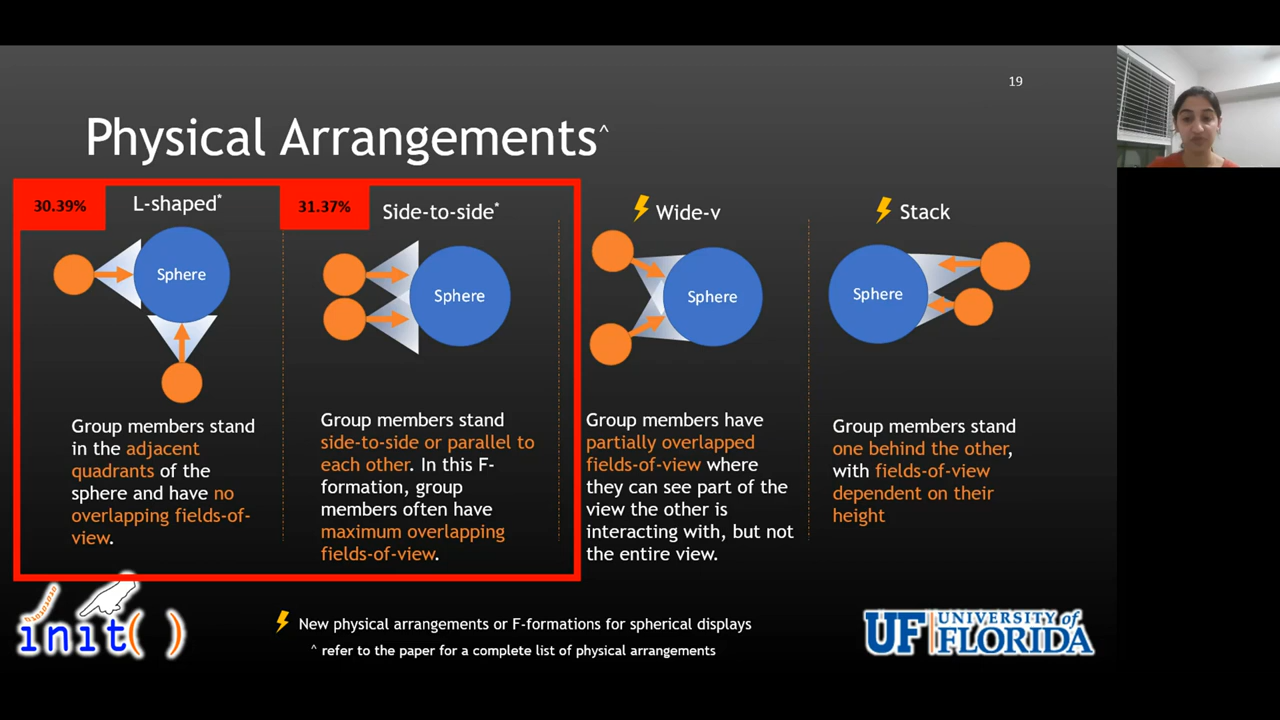 19
Physical Arrangements^
30.39%
L-shaped*
Sphere
Group members stand
in the adjacent
quadrants of the
sphere and have no
overlapping fields-of-
view.
31.37%
Side-to-side*
Sphere
Group members stand
side-to-side or parallel to
each other. In this F-
formation, group
members often have
maximum overlapping
fields-of-view.
Wide-v
Sphere
Group members have
partially overlapped
fields-of-view where
they can see part of the
view the other is
interacting with, but not
the entire view.
Stack
Sphere
Group members stand
one behind the other,
with fields-of-view
dependent on their
height
init()
New physical arrangements or F-formations for spherical displays
^ refer to the paper for a complete list of physical arrangements
UF UNIVERSITY of
FLORIDA